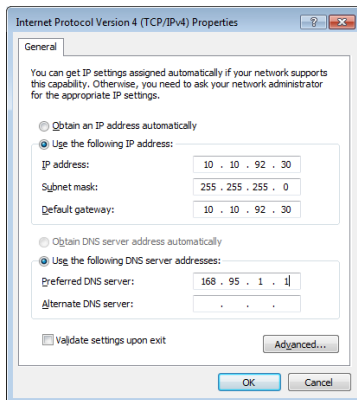 Internet Protocol Version 4 (TCP/IPv4) Properties
General
You can get IP settings assigned automatically if your network supports
this capability. Otherwise, you need to ask your network administrator
for the appropriate IP settings.
Obtain an IP address automatically
Use the following IP address:
IP address: 10 . 10 . 92 . 30
Subnet mask: 255 . 255 . 255 . 0
Default gateway: 10 . 10 . 92 . 30
Obtain DNS server address automatically
Use the following DNS server addresses:
Preferred DNS server: 168 . 95 . 1 . 1
Alternate DNS server: . . .
Validate settings upon exit
Advanced...
OK Cancel